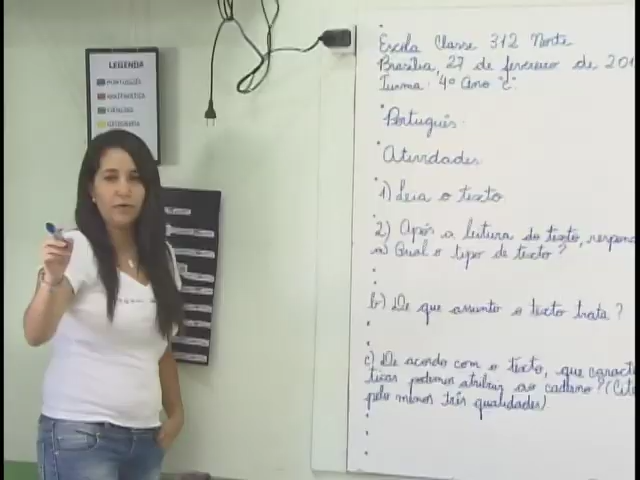 LEGENDA
PORTUGUÊS
MATEMÁTICA
GEOGRAFIA
Escola Classe 312 Norte
Brasília, 27 de fevereiro de 201
Turma: 4º Ano "C".
Português.
Atividades
1) Leia o texto
2) Após a leitura do texto, respon
a) Qual o tipo de texto?
b) De que assunto o texto trata?
c) De acordo com o texto, que caracte
ticas podemos atribuir ao caderno? (Cite
pelo menos três qualidades)